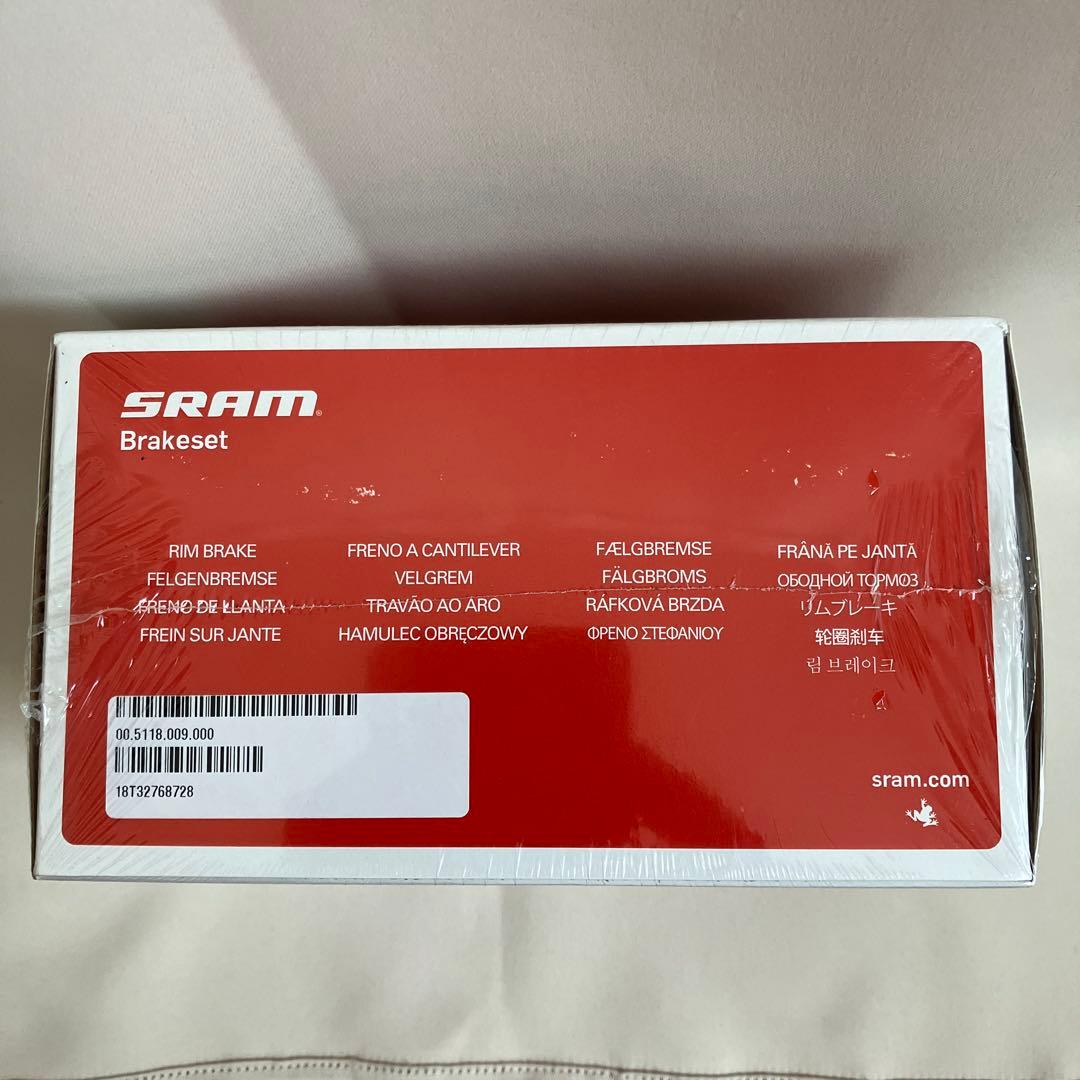 SRAM
Brakeset
RIM BRAKE
FELGENBREMSE
FRENO DE LLANTA
FREIN SUR JANTE
FRENO A CANTILEVER
VELGREM
TRAVÃO AO ARO
HAMULEC OBRĘCZOWY
FÆLGBREMSE
FÄLGBROMS
RÁFKOVÁ BRZDA
ΦΡΕΝΟ ΣΤΕΦΑΝΙΟΥ
FRÂNĂ PE JANTĂ
ОБОДНОЙ ТОРМОЗ
リムブレーキ
轮圈刹车
림 브레이크
00.5118.009.000
18T32768728
sram.com